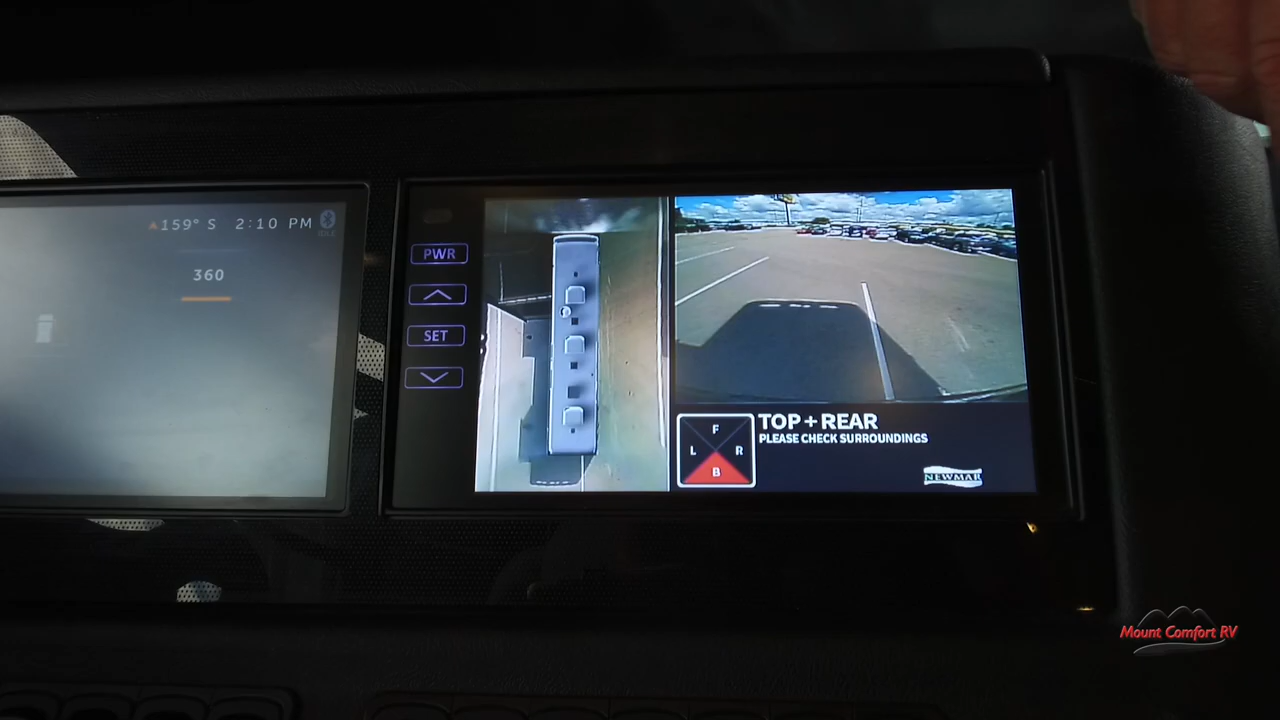 159° S 2:10 PM
360
PWR
SET
F
L R
B
TOP+REAR
PLEASE CHECK SURROUNDINGS
NEWMAR
Mount Comfort RV